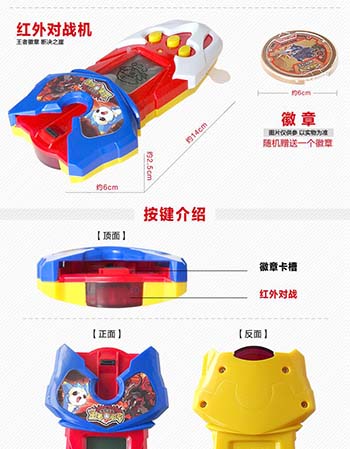 红外对战机
王者徽章 断决之崖
约6cm
约2.5cm
约14cm
约6cm
徽章
图片仅供参 以实物为准
随机赠送一个徽章
按键介绍
【顶面】
徽章卡槽
红外对战
【正面】
【反面】